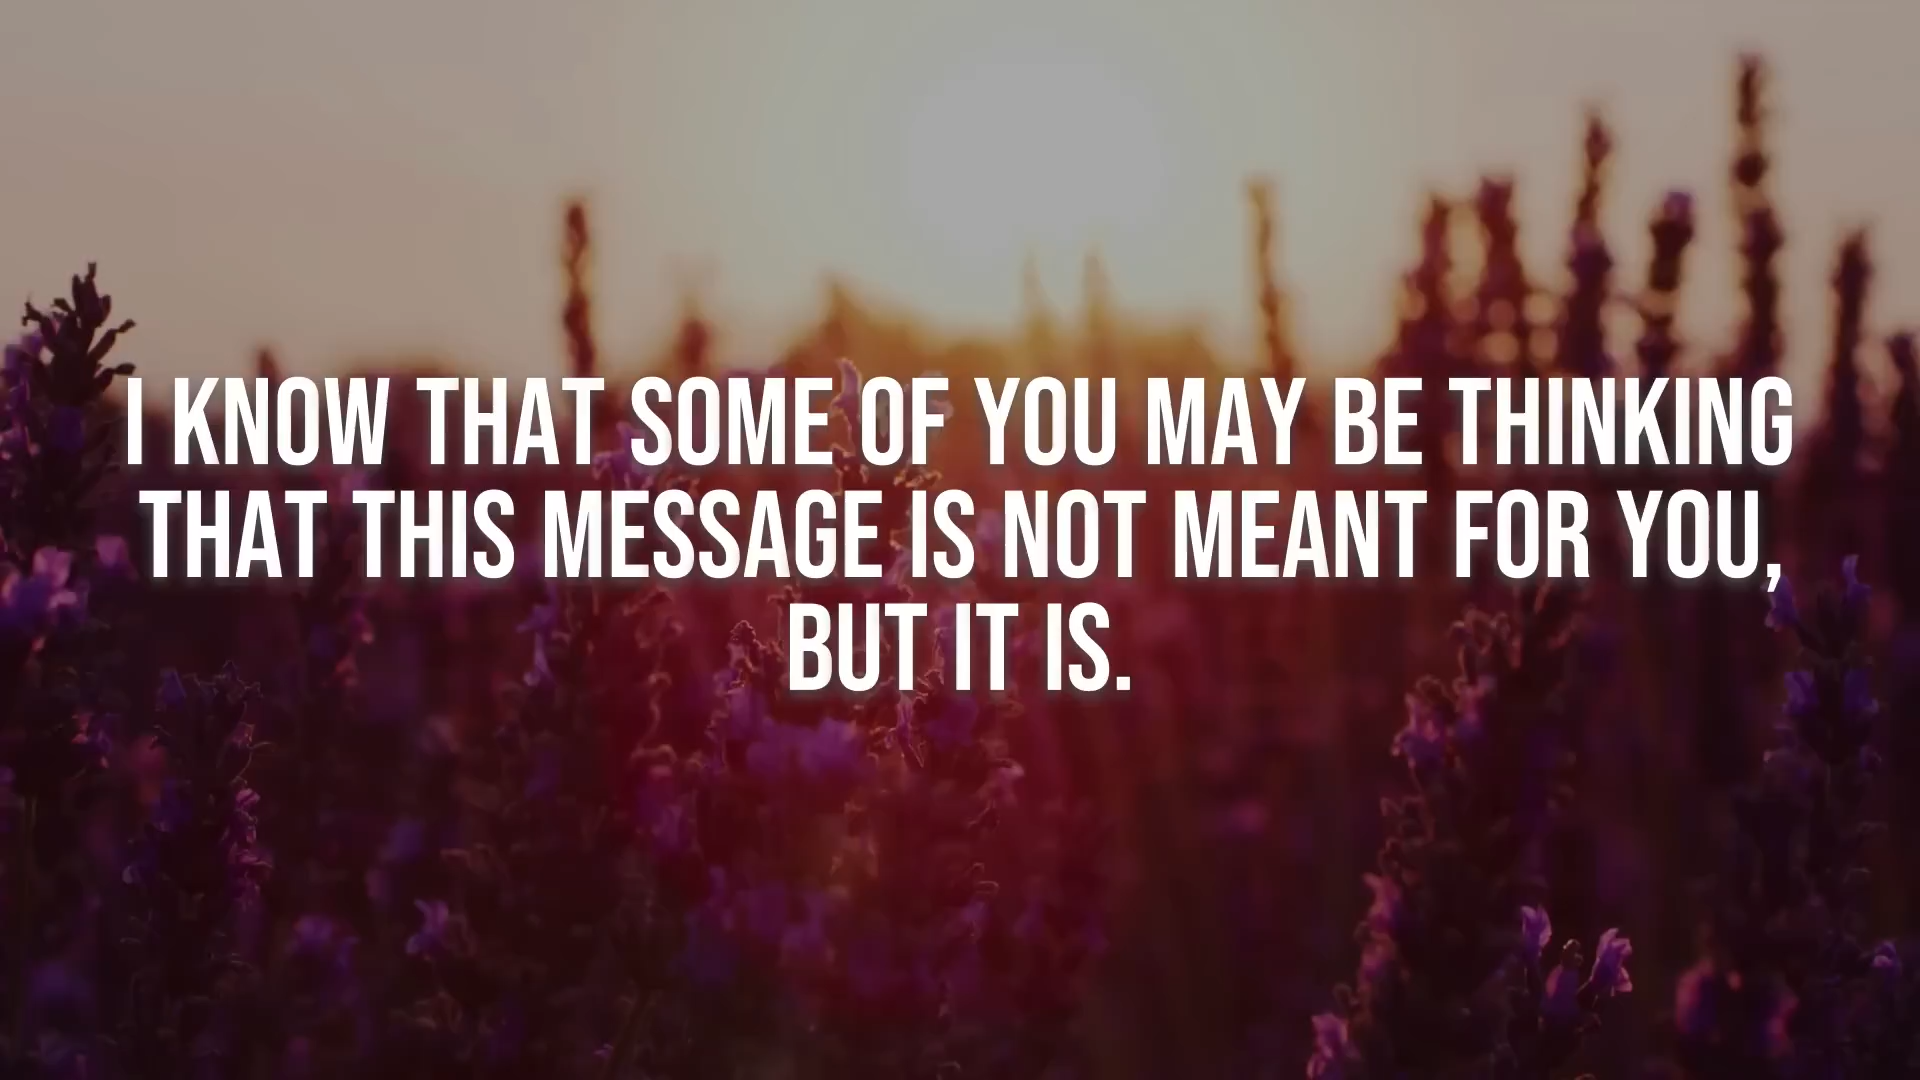 I KNOW THAT SOME OF YOU MAY BE THINKING
THAT THIS MESSAGE IS NOT MEANT FOR YOU,
BUT IT IS.